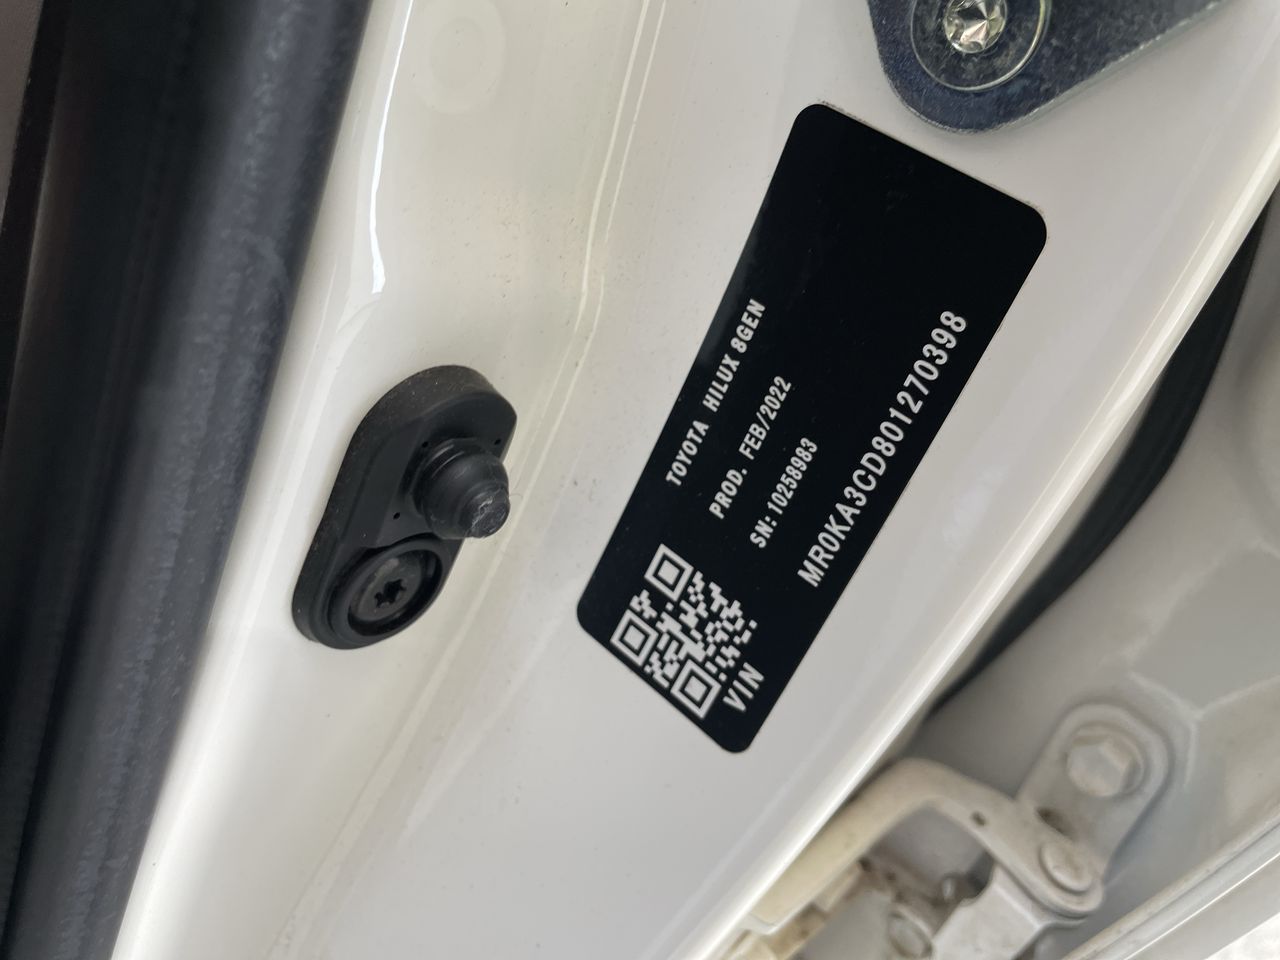 TOYOTA HILUX 8GEN
PROD. FEB/2022
SN: 10258983
VIN MR0KA3CD801270398